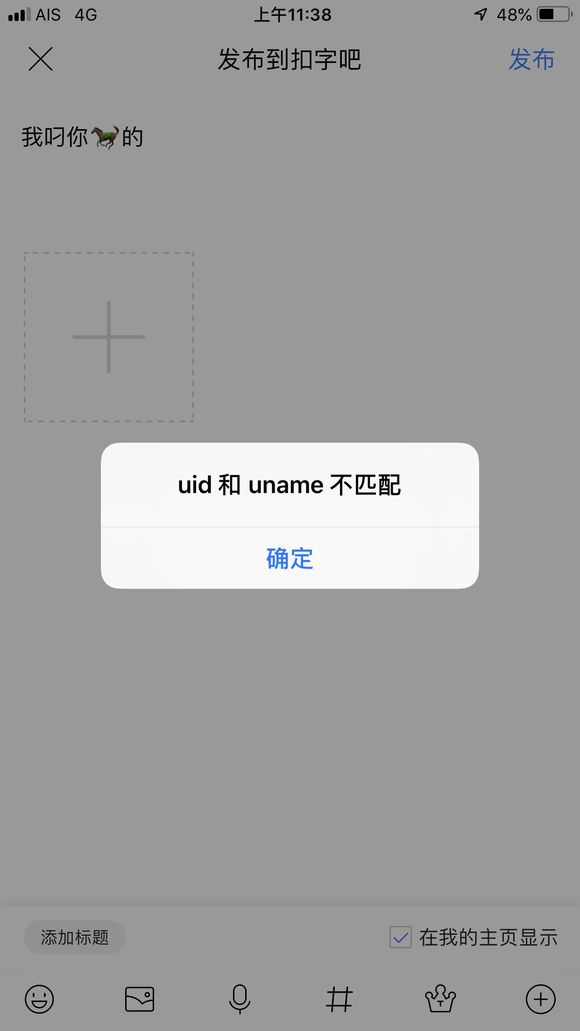 AIS 4G 上午11:38 48%
发布到扣字吧 发布
我叼你🐎的
uid 和 uname 不匹配
确定
添加标题 在我的主页显示